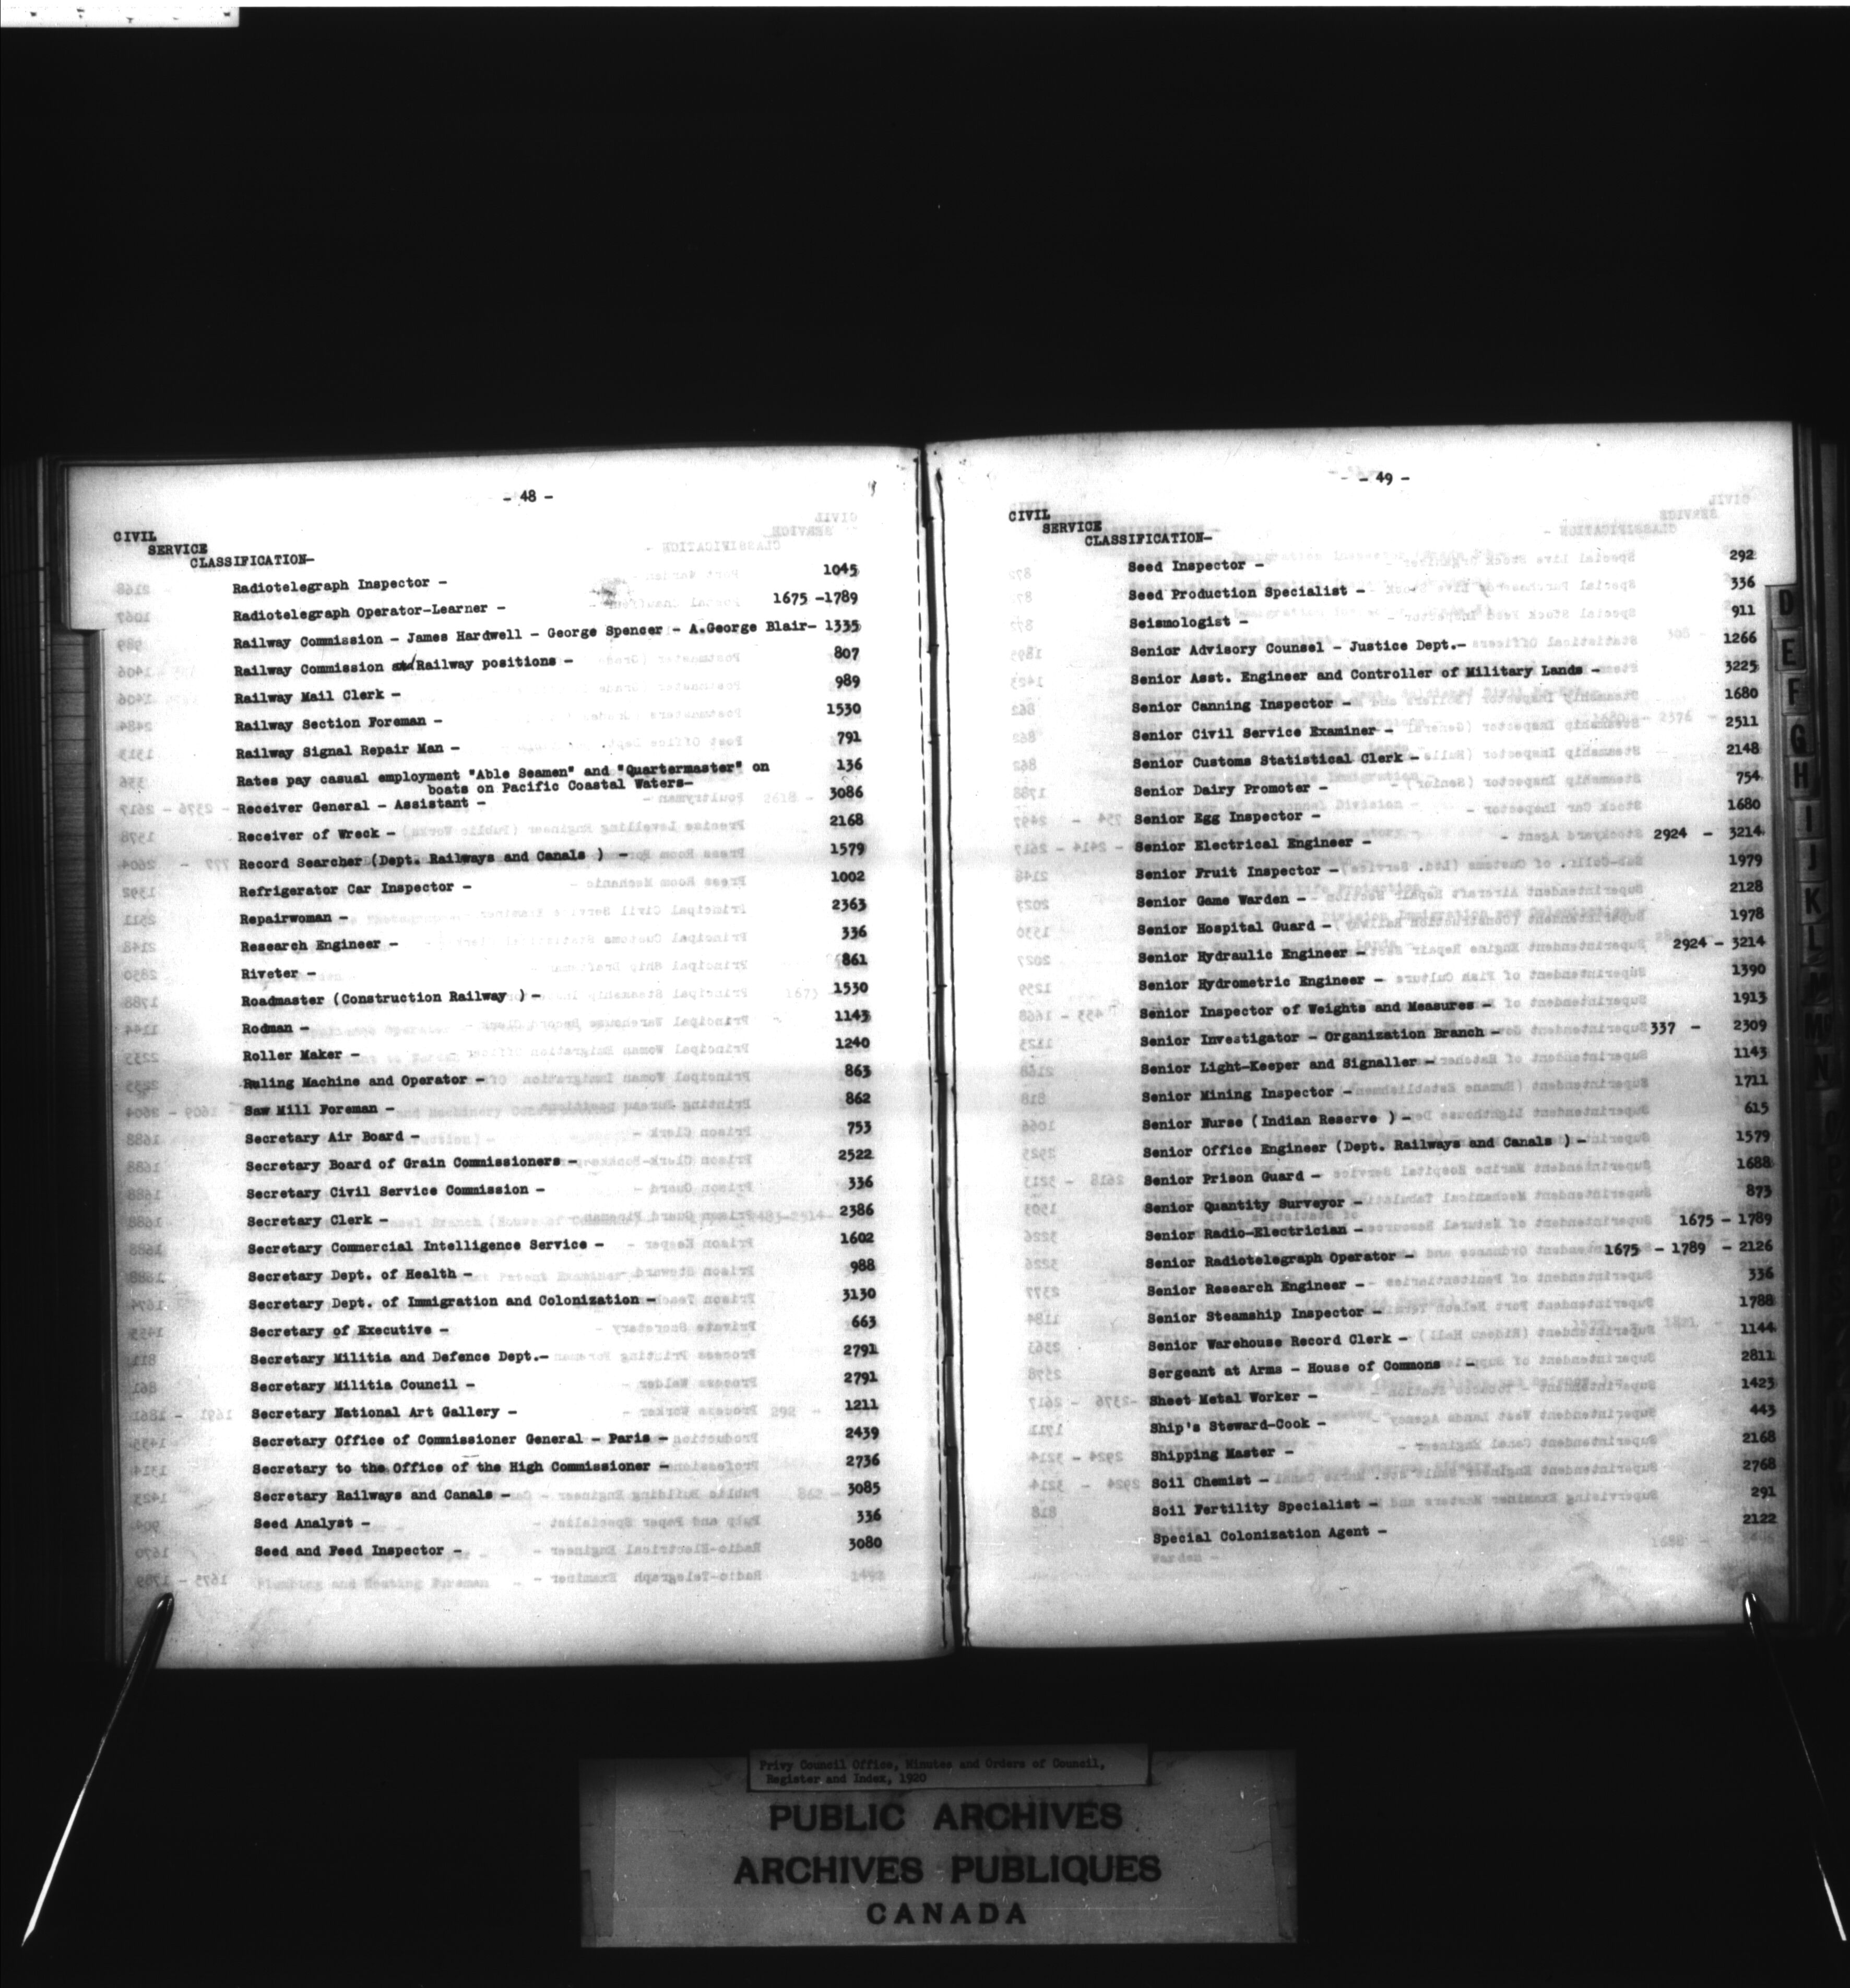 - 48 -
CIVIL
SERVICE
CLASSIFICATION-
Radiotelegraph Inspector - 1045
Radiotelegraph Operator-Learner - 1675 -1789
Railway Commission - James Hardwell - George Spencer - A.George Blair- 1335
Railway Commission and Railway positions - 807
Railway Mail Clerk - 989
Railway Section Foreman - 1530
Railway Signal Repair Man - 791
Rates pay casual employment "Able Seamen" and "Quartermaster" on 136
boats on Pacific Coastal Waters-
Receiver General - Assistant - 3086
Receiver of Wreck - 2168
Record Searcher (Dept. Railways and Canals ) - 1579
Refrigerator Car Inspector - 1002
Repairwoman - 2363
Research Engineer - 336
Riveter - 861
Roadmaster (Construction Railway ) - 1530
Rodman - 1143
Roller Maker - 1240
Ruling Machine and Operator - 863
Saw Mill Foreman - 862
Secretary Air Board - 753
Secretary Board of Grain Commissioners - 2522
Secretary Civil Service Commission - 336
Secretary Clerk - 2386
Secretary Commercial Intelligence Service - 1602
Secretary Dept. of Health - 988
Secretary Dept. of Immigration and Colonization - 3130
Secretary of Executive - 663
Secretary Militia and Defence Dept.- 2791
Secretary Militia Council - 2791
Secretary National Art Gallery - 1211
Secretary Office of Commissioner General - Paris - 2439
Secretary to the Office of the High Commissioner - 2736
Secretary Railways and Canals - 3085
Seed Analyst - 336
Seed and Feed Inspector - 3080
- 49 -
CIVIL
SERVICE
CLASSIFICATION-
Seed Inspector - 292
Seed Production Specialist - 336
Seismologist - 911
Senior Advisory Counsel - Justice Dept.- 1266
Senior Asst. Engineer and Controller of Military Lands - 3225
Senior Canning Inspector - 1680
Senior Civil Service Examiner - 2511
Senior Customs Statistical Clerk - 2148
Senior Dairy Promoter - 754
Senior Egg Inspector - 1680
Senior Electrical Engineer - 2924 - 3214
Senior Fruit Inspector - 1979
Senior Game Warden - 2128
Senior Hospital Guard - 1978
Senior Hydraulic Engineer - 2924 - 3214
Senior Hydrometric Engineer - 1390
Senior Inspector of Weights and Measures - 1913
Senior Investigator - Organization Branch - 337 - 2309
Senior Light-Keeper and Signaller - 1143
Senior Mining Inspector - 1711
Senior Nurse (Indian Reserve ) - 615
Senior Office Engineer (Dept. Railways and Canals ) - 1579
Senior Prison Guard - 1688
Senior Quantity Surveyor - 873
Senior Radio-Electrician - 1675 - 1789
Senior Radiotelegraph Operator - 1675 - 1789 - 2126
Senior Research Engineer - 336
Senior Steamship Inspector - 1788
Senior Warehouse Record Clerk - 1144
Sergeant at Arms - House of Commons - 2811
Sheet Metal Worker - 1423
Ship's Steward-Cook - 443
Shipping Master - 2168
Soil Chemist - 2768
Soil Fertility Specialist - 291
Special Colonization Agent - 2122
D
E
F
G
H
I
J
K
L
M
N
Privy Council Office, Minutes and Orders of Council,
Register and Index, 1920
PUBLIC ARCHIVES
ARCHIVES PUBLIQUES
CANADA